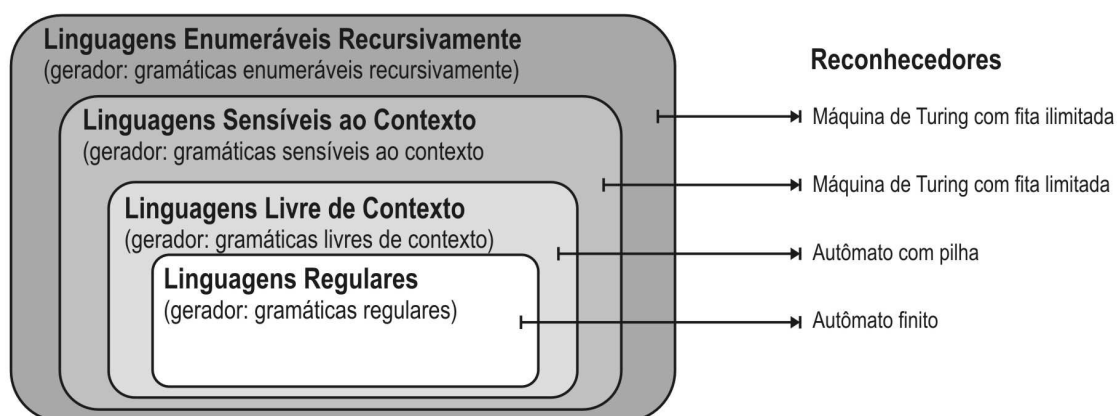 Linguagens Enumeráveis Recursivamente
(gerador: gramáticas enumeráveis recursivamente)
Linguagens Sensíveis ao Contexto
(gerador: gramáticas sensíveis ao contexto
Linguagens Livre de Contexto
(gerador: gramáticas livres de contexto)
Linguagens Regulares
(gerador: gramáticas regulares)
Reconhecedores
Máquina de Turing com fita ilimitada
Máquina de Turing com fita limitada
Autômato com pilha
Autômato finito